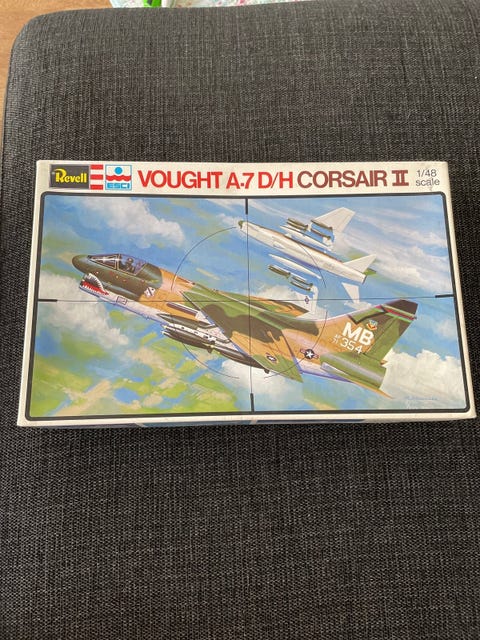 Revell
ESCI
VOUGHT A-7 D/H CORSAIR II
1/48
scale
MB
354